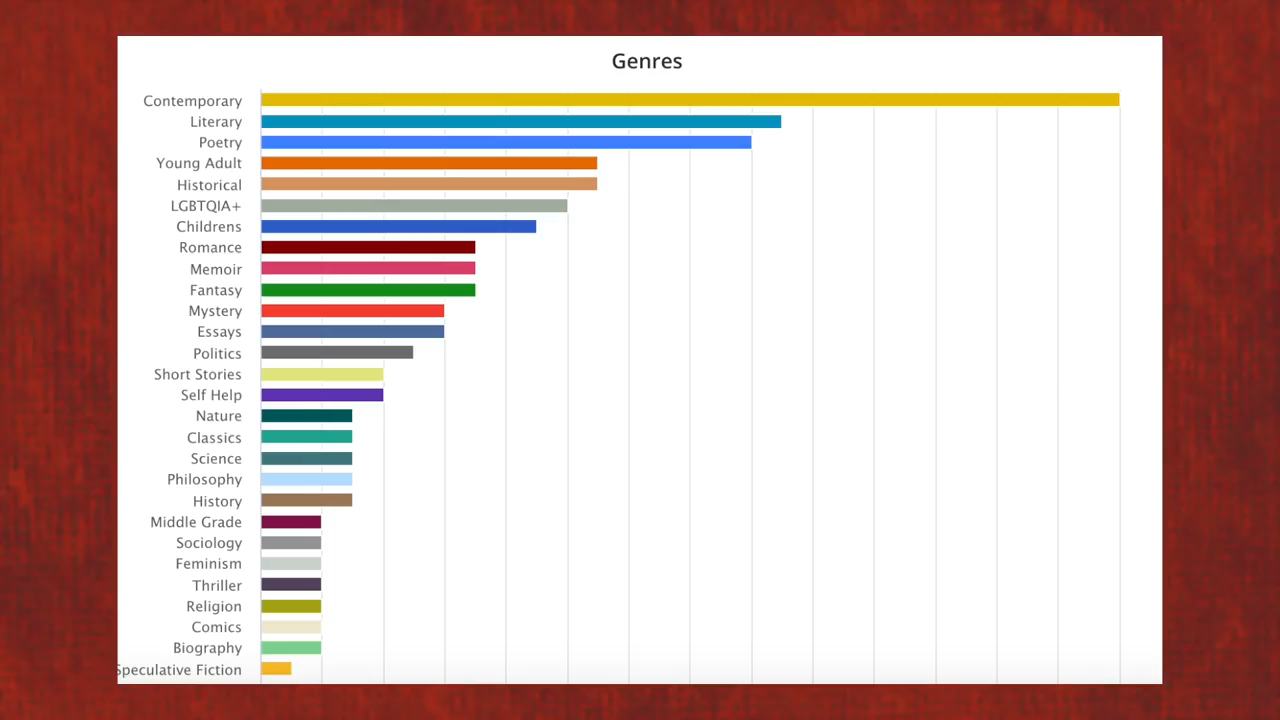 Genres
Contemporary
Literary
Poetry
Young Adult
Historical
LGBTQIA+
Childrens
Romance
Memoir
Fantasy
Mystery
Essays
Politics
Short Stories
Self Help
Nature
Classics
Science
Philosophy
History
Middle Grade
Sociology
Feminism
Thriller
Religion
Comics
Biography
Speculative Fiction